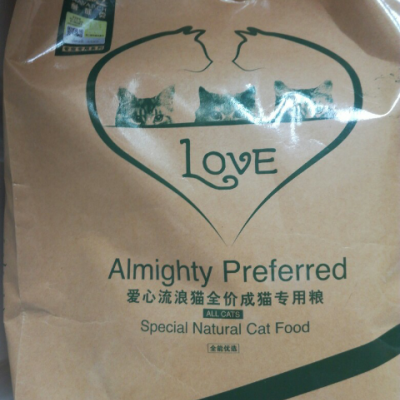 LOVE
Almighty Preferred
爱心流浪猫全价成猫专用粮
ALL CATS
Special Natural Cat Food
全能优选